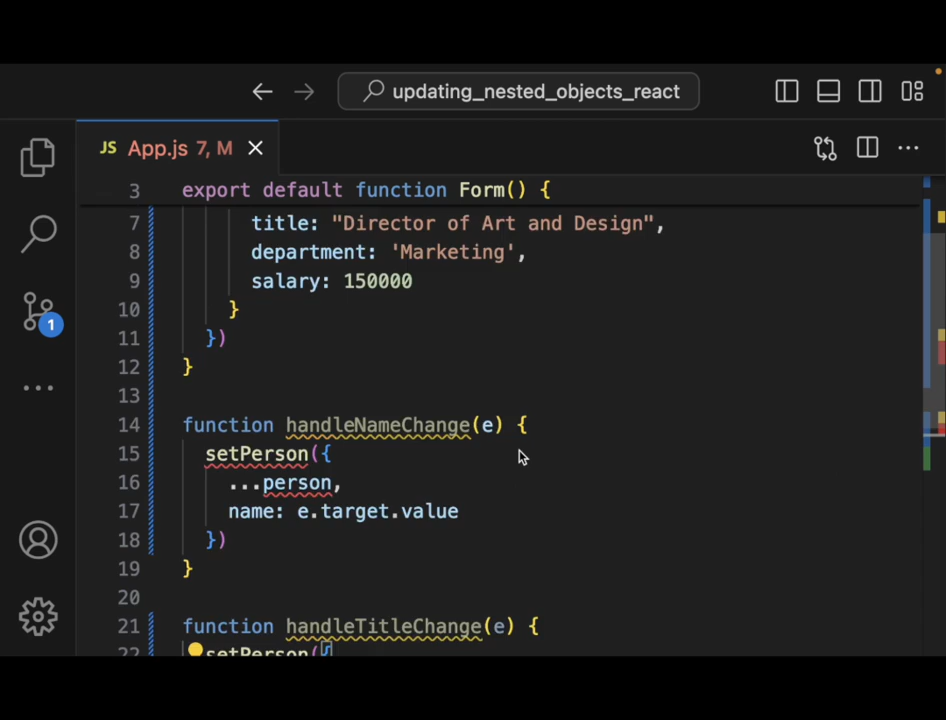 updating_nested_objects_react
JS App.js 7, M
3 export default function Form() {
7 title: "Director of Art and Design",
8 department: 'Marketing',
9 salary: 150000
10 }
11 })
12 }
13
14 function handleNameChange(e) {
15 setPerson({
16 ...person,
17 name: e.target.value
18 })
19 }
20
21 function handleTitleChange(e) {
22 setPerson({
1